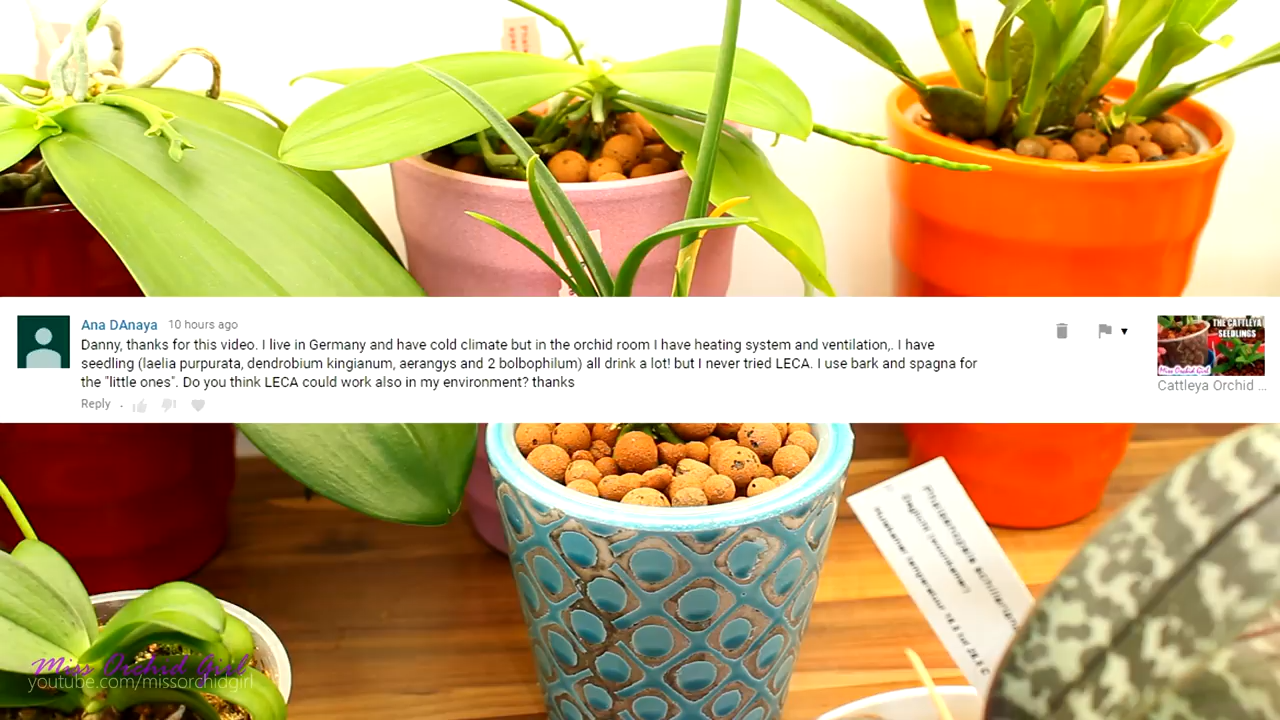 Ana DAnaya 10 hours ago
Danny, thanks for this video. I live in Germany and have cold climate but in the orchid room I have heating system and ventilation,. I have
seedling (laelia purpurata, dendrobium kingianum, aerangys and 2 bolbophilum) all drink a lot! but I never tried LECA. I use bark and spagna for
the "little ones". Do you think LECA could work also in my environment? thanks
Reply .
THE CATTLEYA
SEEDLINGS
Miss Orchid Girl
Cattleya Orchid ...
Miss Orchid Girl
youtube.com/missorchidgirl